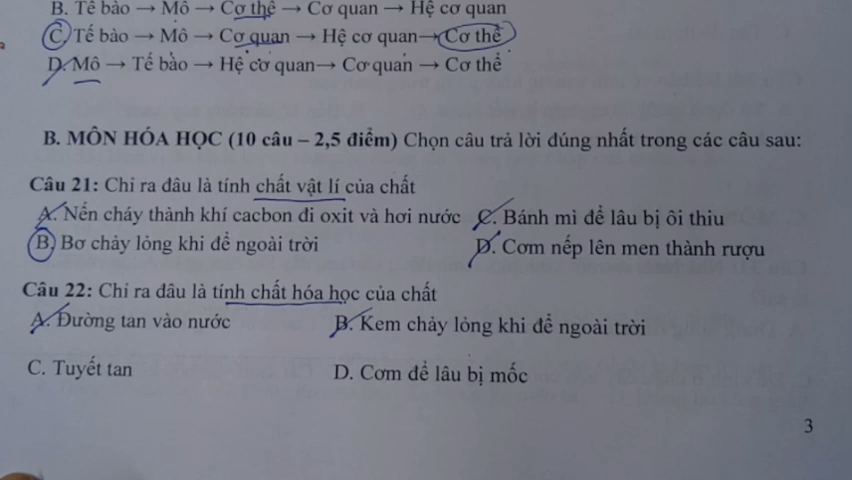 B. Tế bào → Mô → Cơ thể → Cơ quan → Hệ cơ quan
C. Tế bào → Mô → Cơ quan → Hệ cơ quan → Cơ thể
D. Mô → Tế bào → Hệ cơ quan → Cơ quan → Cơ thể
B. MÔN HÓA HỌC (10 câu – 2,5 điểm) Chọn câu trả lời đúng nhất trong các câu sau:
Câu 21: Chỉ ra đâu là tính chất vật lí của chất
A. Nến cháy thành khí cacbon đi oxit và hơi nước C. Bánh mì để lâu bị ôi thiu
B. Bơ chảy lỏng khi để ngoài trời D. Cơm nếp lên men thành rượu
Câu 22: Chỉ ra đâu là tính chất hóa học của chất
A. Đường tan vào nước B. Kem chảy lỏng khi để ngoài trời
C. Tuyết tan D. Cơm để lâu bị mốc
3